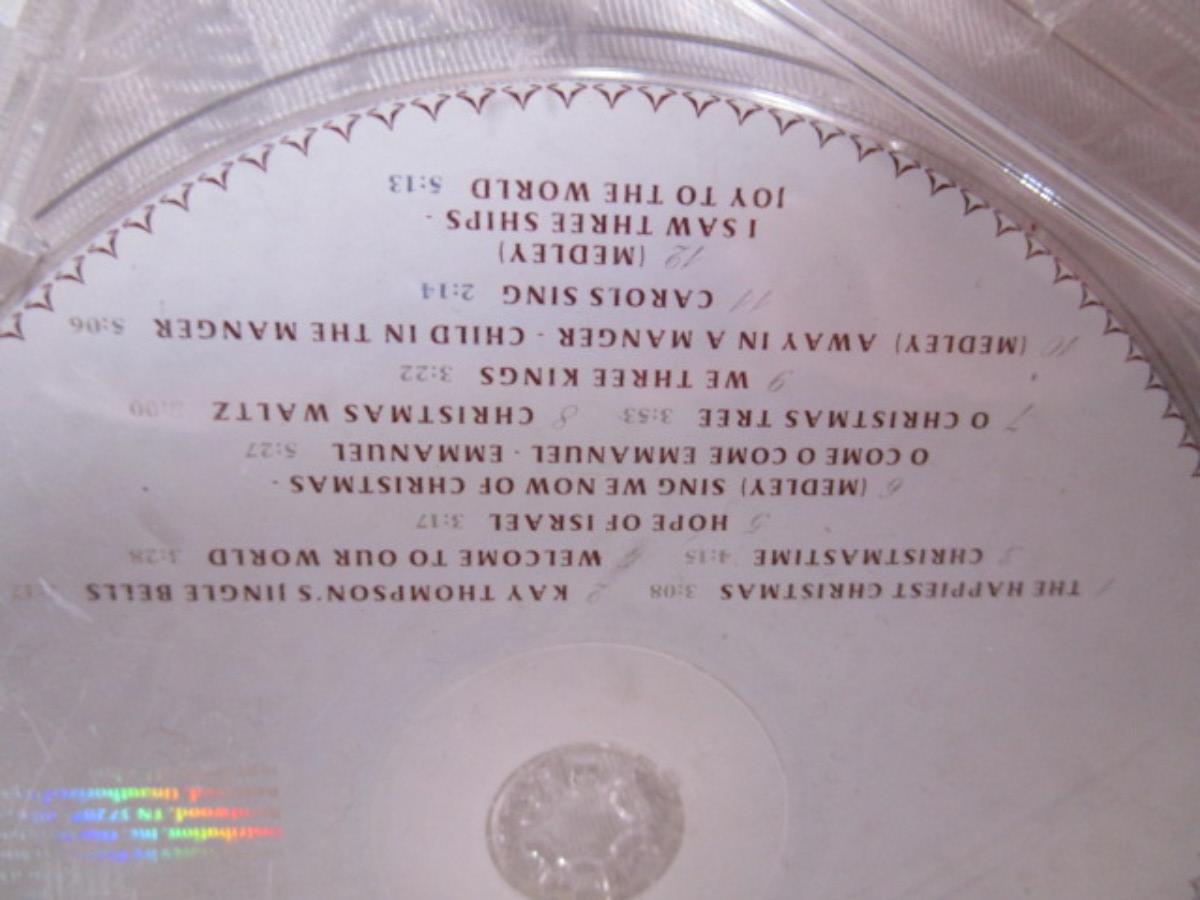 1 THE HAPPIEST CHRISTMAS 3:08 2 KAY THOMPSON'S JINGLE BELLS
3 CHRISTMASTIME 4:15 4 WELCOME TO OUR WORLD 3:28
5 HOPE OF ISRAEL 3:17
6 (MEDLEY) SING WE NOW OF CHRISTMAS -
O COME O COME EMMANUEL - EMMANUEL 5:27
7 O CHRISTMAS TREE 3:53 8 CHRISTMAS WALTZ
9 WE THREE KINGS 3:22
10 (MEDLEY) AWAY IN A MANGER - CHILD IN THE MANGER 5:06
11 CAROLS SING 2:14
12 (MEDLEY)
I SAW THREE SHIPS -
JOY TO THE WORLD 5:13